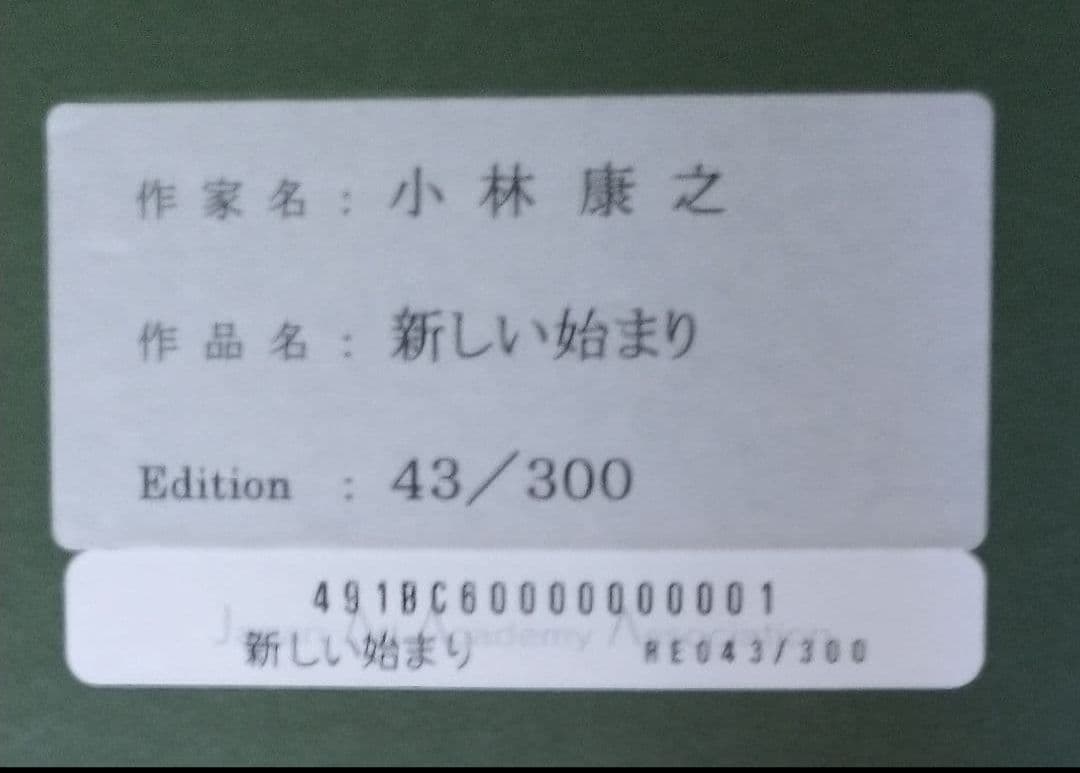 作家名：小林康之
作品名：新しい始まり
Edition ：43／300
491BC60000000001
新しい始まり RE043/300